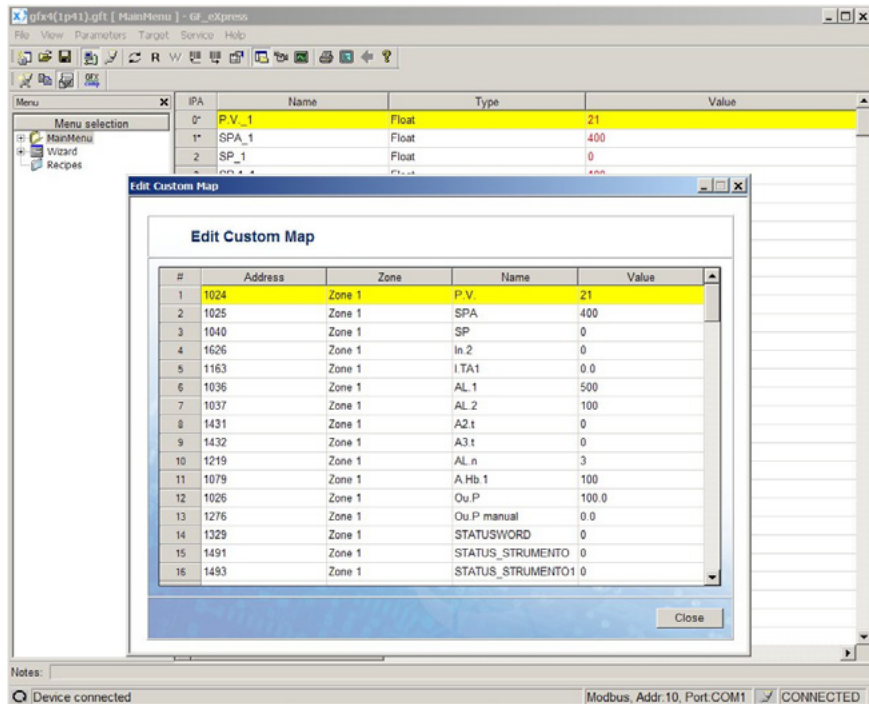 gfx4(1p41).gft [ MainMenu ] - GF_eXpress
File View Parameters Target Service Help
R W
Menu
IPA Name Type Value
Menu selection
MainMenu
Wizard
Recipes
0* P.V._1 Float 21
1* SPA_1 Float 400
2 SP_1 Float 0
Edit Custom Map
Edit Custom Map
# Address Zone Name Value
1 1024 Zone 1 P.V. 21
2 1025 Zone 1 SPA 400
3 1040 Zone 1 SP 0
4 1626 Zone 1 In.2 0
5 1163 Zone 1 I.TA1 0.0
6 1036 Zone 1 AL.1 500
7 1037 Zone 1 AL.2 100
8 1431 Zone 1 A2.t 0
9 1432 Zone 1 A3.t 0
10 1219 Zone 1 AL.n 3
11 1079 Zone 1 A.Hb.1 100
12 1026 Zone 1 Ou.P 100.0
13 1276 Zone 1 Ou.P manual 0.0
14 1329 Zone 1 STATUSWORD 0
15 1491 Zone 1 STATUS_STRUMENTO 0
16 1493 Zone 1 STATUS_STRUMENTO1 0
Close
Notes:
Device connected Modbus, Addr:10, Port:COM1 CONNECTED